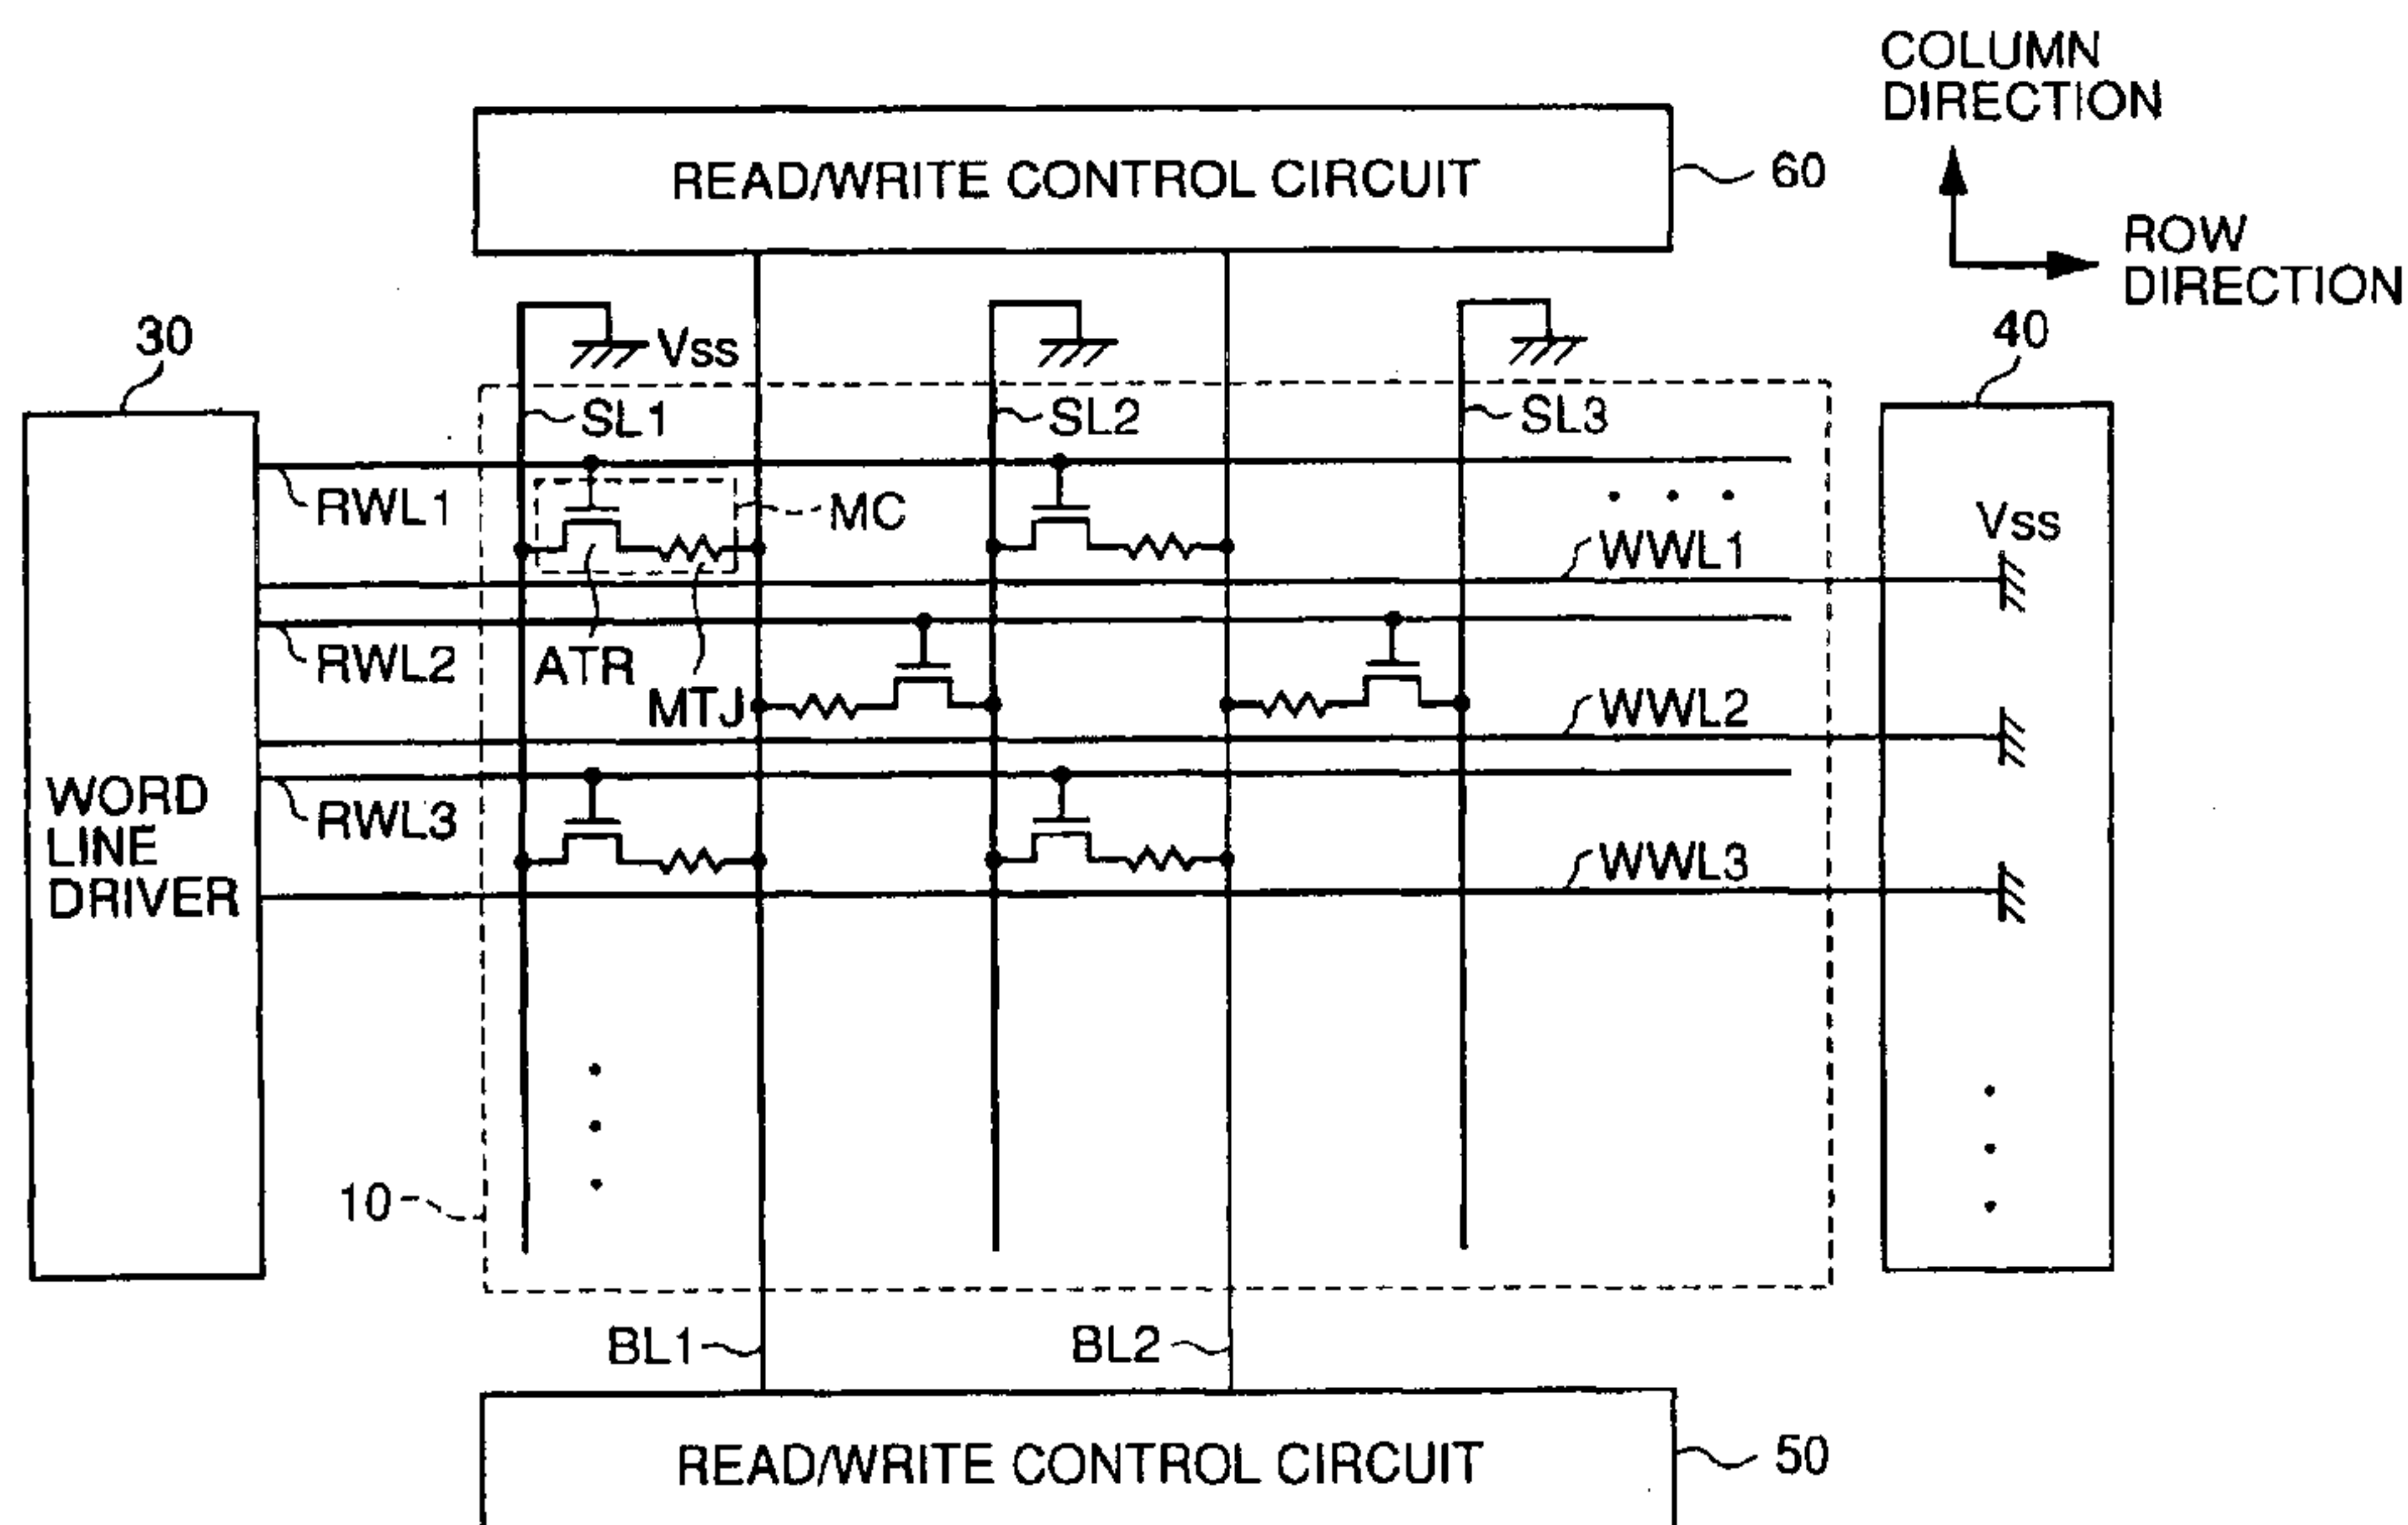 COLUMN
DIRECTION
READ/WRITE CONTROL CIRCUIT
60
ROW
DIRECTION
30
VSS
40
SL1
SL2
SL3
RWL1
MC
VSS
WWL1
RWL2
ATR
MTJ
WWL2
WORD
LINE
DRIVER
RWL3
WWL3
10
BL1
BL2
READ/WRITE CONTROL CIRCUIT
50